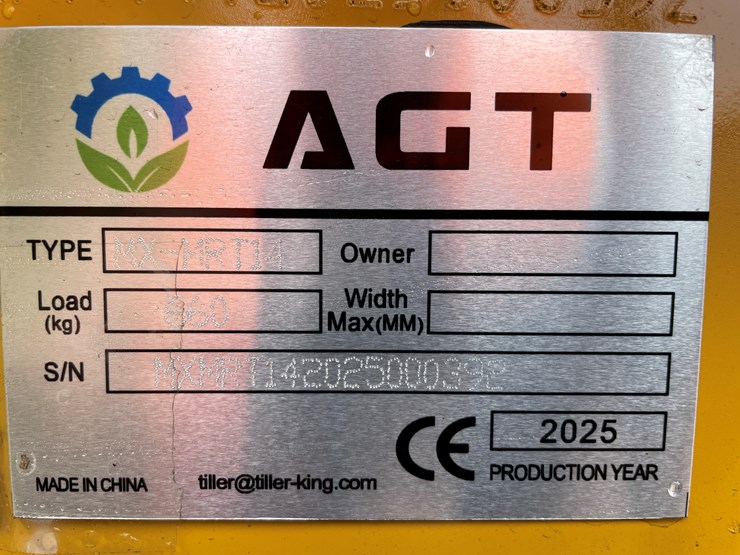 AGT
TYPE MX-MRT14 Owner
Load (kg) 860 Width Max(MM)
S/N MXMRT142025000392
CE 2025
MADE IN CHINA tiller@tiller-king.com PRODUCTION YEAR